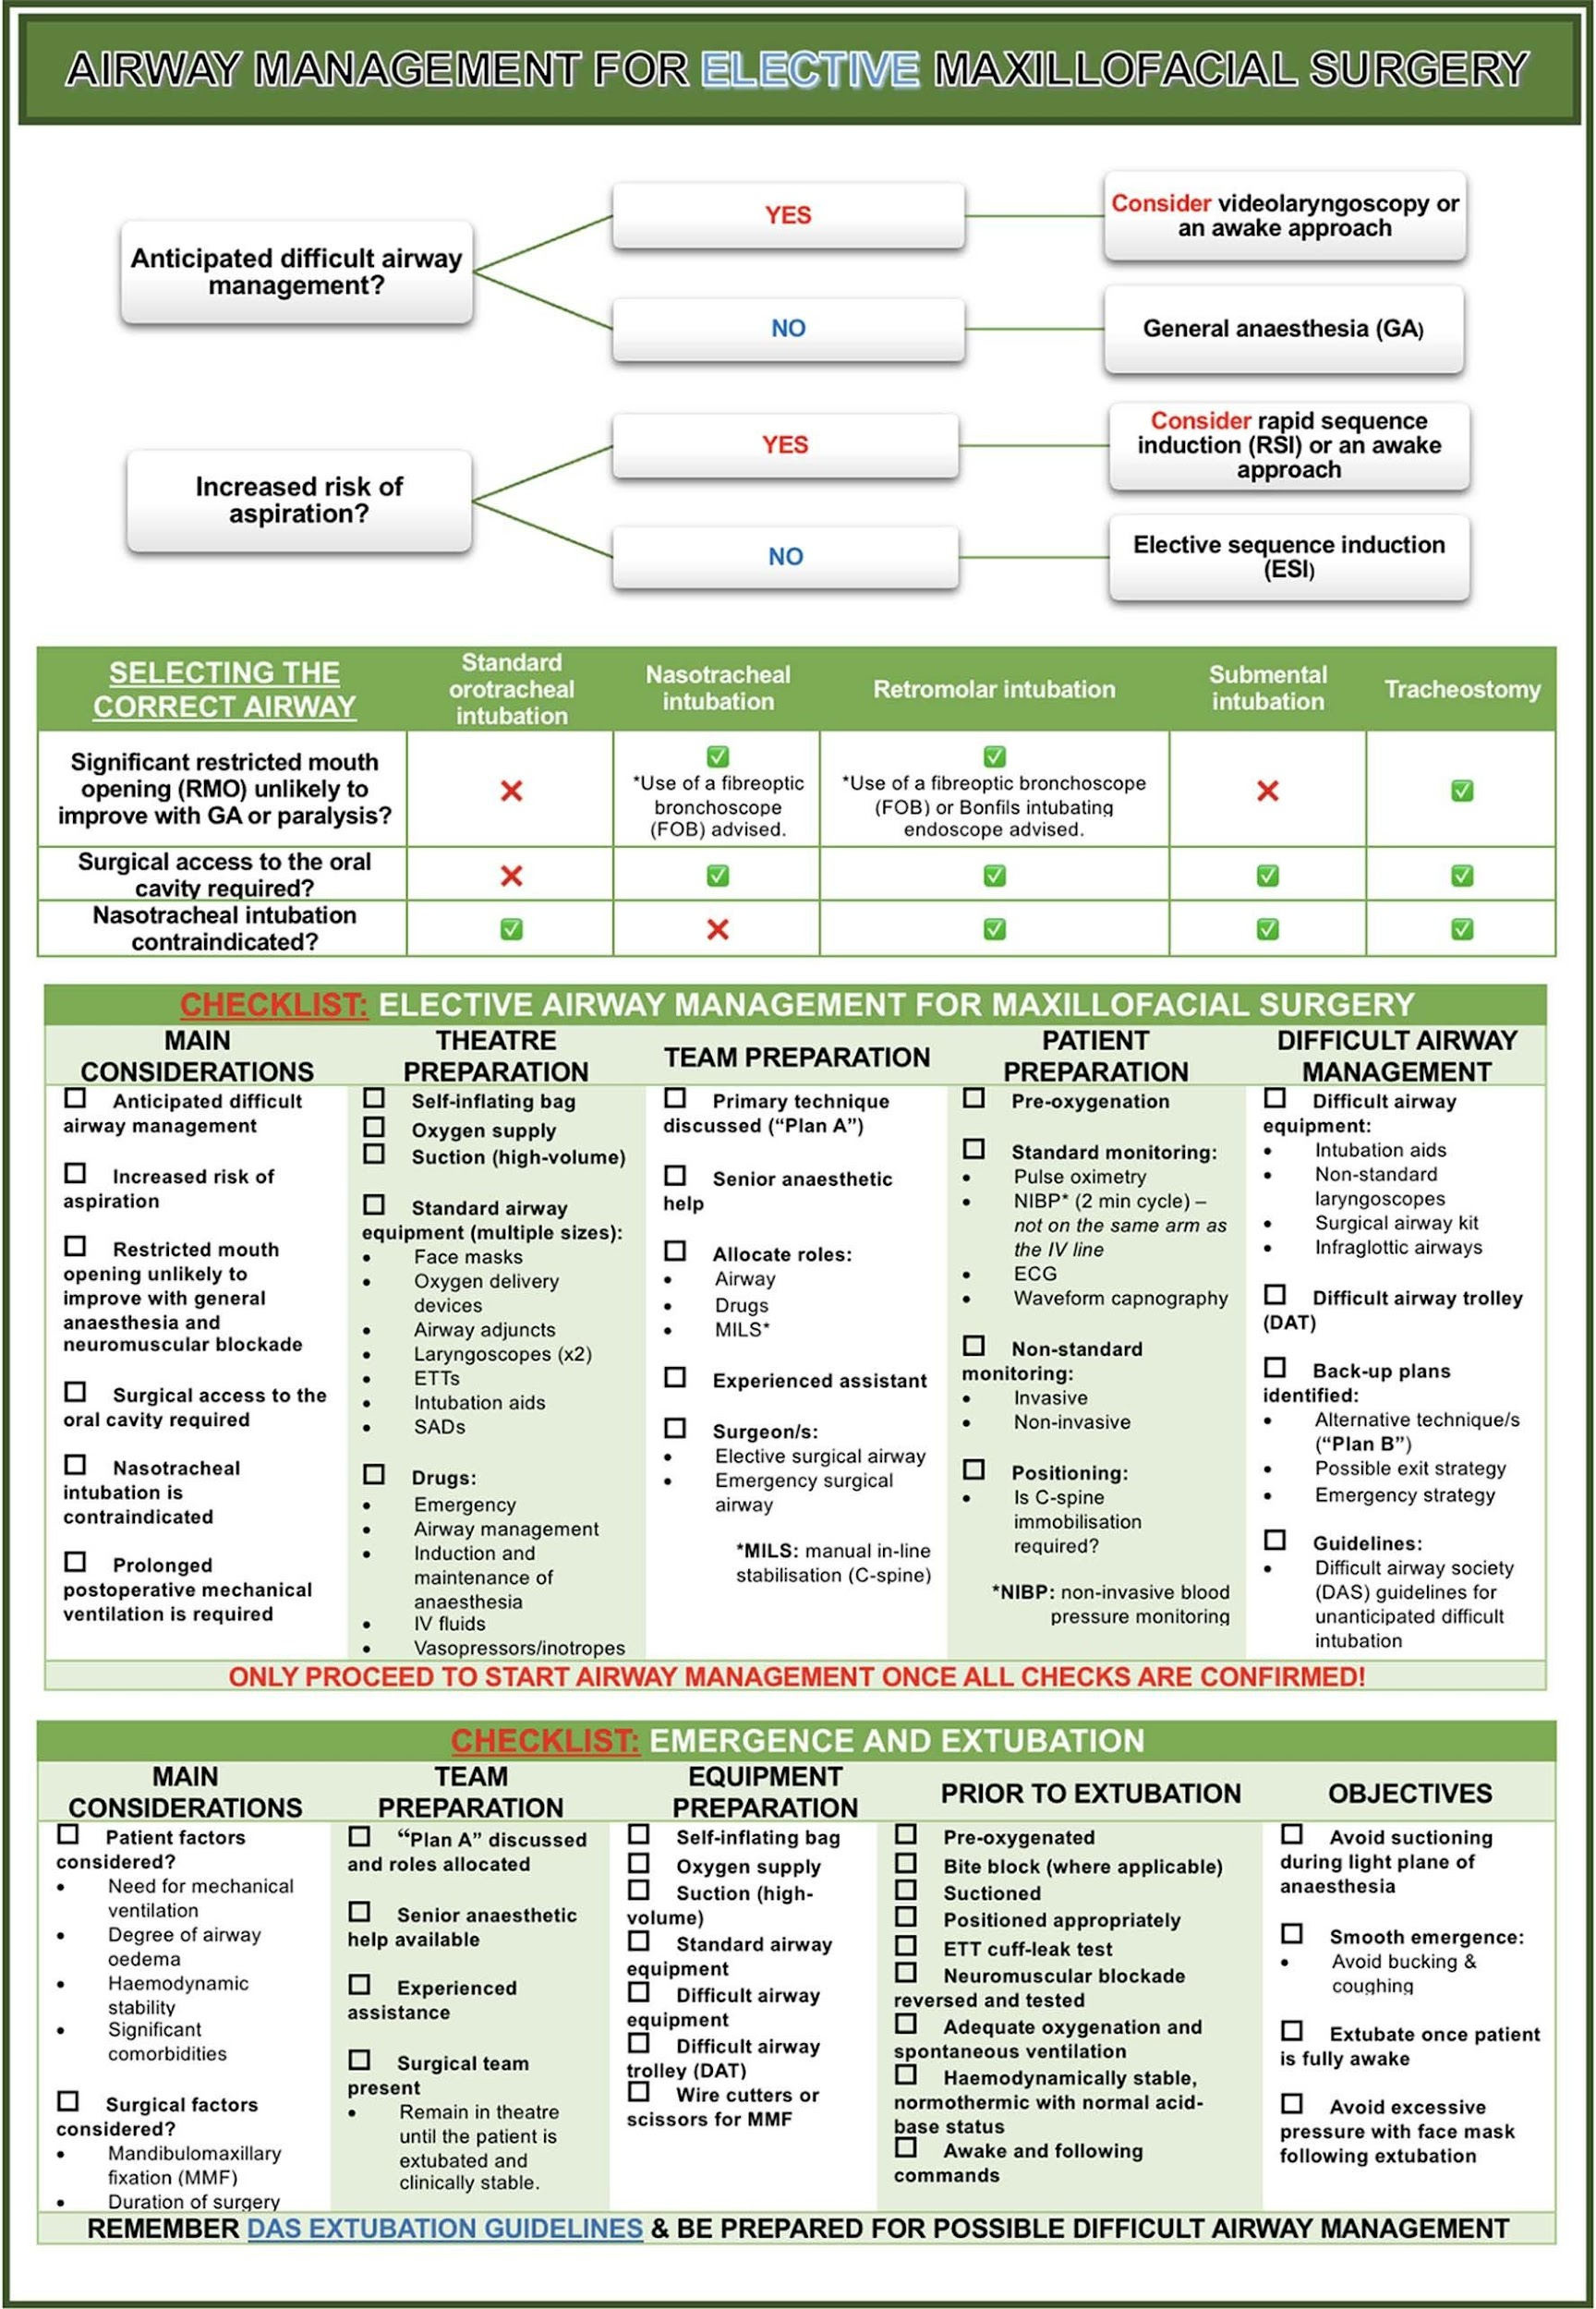 AIRWAY MANAGEMENT FOR ELECTIVE MAXILLOFACIAL SURGERY
Anticipated difficult airway
management?
YES
Consider videolaryngoscopy or
an awake approach
NO
General anaesthesia (GA)
Increased risk of
aspiration?
YES
Consider rapid sequence
induction (RSI) or an awake
approach
NO
Elective sequence induction
(ESI)
SELECTING THE
CORRECT AIRWAY
Standard
orotracheal
intubation
Nasotracheal
intubation
Retromolar intubation
Submental
intubation
Tracheostomy
Significant restricted mouth
opening (RMO) unlikely to
improve with GA or paralysis?
❌
✅
*Use of a fibreoptic
bronchoscope
(FOB) advised.
✅
*Use of a fibreoptic bronchoscope
(FOB) or Bonfils intubating
endoscope advised.
❌
✅
Surgical access to the oral
cavity required?
❌
✅
✅
✅
✅
Nasotracheal intubation
contraindicated?
✅
❌
✅
✅
✅
CHECKLIST: ELECTIVE AIRWAY MANAGEMENT FOR MAXILLOFACIAL SURGERY
MAIN
CONSIDERATIONS
☐ Anticipated difficult
airway management
☐ Increased risk of
aspiration
☐ Restricted mouth
opening unlikely to
improve with general
anaesthesia and
neuromuscular blockade
☐ Surgical access to the
oral cavity required
☐ Nasotracheal
intubation is
contraindicated
☐ Prolonged
postoperative mechanical
ventilation is required
THEATRE
PREPARATION
☐ Self-inflating bag
☐ Oxygen supply
☐ Suction (high-volume)
☐ Standard airway
equipment (multiple sizes):
• Face masks
• Oxygen delivery
devices
• Airway adjuncts
• Laryngoscopes (x2)
• ETTs
• Intubation aids
• SADs
☐ Drugs:
• Emergency
• Airway management
• Induction and
maintenance of
anaesthesia
• IV fluids
• Vasopressors/inotropes
TEAM PREPARATION
☐ Primary technique
discussed (“Plan A”)
☐ Senior anaesthetic
help
☐ Allocate roles:
• Airway
• Drugs
• MILS*
☐ Experienced assistant
☐ Surgeon/s:
• Elective surgical airway
• Emergency surgical
airway
*MILS: manual in-line
stabilisation (C-spine)
PATIENT
PREPARATION
☐ Pre-oxygenation
☐ Standard monitoring:
• Pulse oximetry
• NIBP* (2 min cycle) –
not on the same arm as
the IV line
• ECG
• Waveform capnography
☐ Non-standard
monitoring:
• Invasive
• Non-invasive
☐ Positioning:
• Is C-spine
immobilisation
required?
*NIBP: non-invasive blood
pressure monitoring
DIFFICULT AIRWAY
MANAGEMENT
☐ Difficult airway
equipment:
• Intubation aids
• Non-standard
laryngoscopes
• Surgical airway kit
• Infraglottic airways
☐ Difficult airway trolley
(DAT)
☐ Back-up plans
identified:
• Alternative technique/s
(“Plan B”)
• Possible exit strategy
• Emergency strategy
☐ Guidelines:
• Difficult airway society
(DAS) guidelines for
unanticipated difficult
intubation
ONLY PROCEED TO START AIRWAY MANAGEMENT ONCE ALL CHECKS ARE CONFIRMED!
CHECKLIST: EMERGENCE AND EXTUBATION
MAIN
CONSIDERATIONS
☐ Patient factors
considered?
• Need for mechanical
ventilation
• Degree of airway
oedema
• Haemodynamic
stability
• Significant
comorbidities
☐ Surgical factors
considered?
• Mandibulomaxillary
fixation (MMF)
• Duration of surgery
TEAM
PREPARATION
☐ “Plan A” discussed
and roles allocated
☐ Senior anaesthetic
help available
☐ Experienced
assistance
☐ Surgical team
present
• Remain in theatre
until the patient is
extubated and
clinically stable.
EQUIPMENT
PREPARATION
☐ Self-inflating bag
☐ Oxygen supply
☐ Suction (high-
volume)
☐ Standard airway
equipment
☐ Difficult airway
equipment
☐ Difficult airway
trolley (DAT)
☐ Wire cutters or
scissors for MMF
PRIOR TO EXTUBATION
☐ Pre-oxygenated
☐ Bite block (where applicable)
☐ Suctioned
☐ Positioned appropriately
☐ ETT cuff-leak test
☐ Neuromuscular blockade
reversed and tested
☐ Adequate oxygenation and
spontaneous ventilation
☐ Haemodynamically stable,
normothermic with normal acid-
base status
☐ Awake and following
commands
OBJECTIVES
☐ Avoid suctioning
during light plane of
anaesthesia
☐ Smooth emergence:
• Avoid bucking &
coughing
☐ Extubate once patient
is fully awake
☐ Avoid excessive
pressure with face mask
following extubation
REMEMBER DAS EXTUBATION GUIDELINES & BE PREPARED FOR POSSIBLE DIFFICULT AIRWAY MANAGEMENT